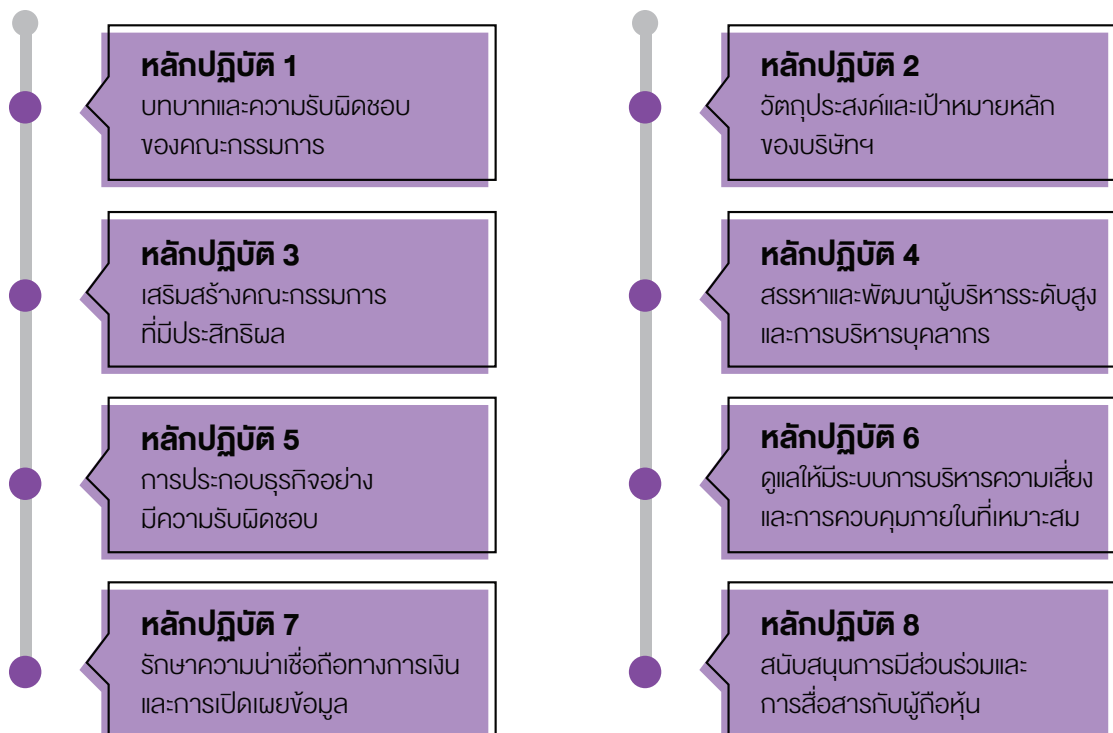 หลักปฏิบัติ 1
บทบาทและความรับผิดชอบ
ของคณะกรรมการ
หลักปฏิบัติ 2
วัตถุประสงค์และเป้าหมายหลัก
ของบริษัทฯ
หลักปฏิบัติ 3
เสริมสร้างคณะกรรมการ
ที่มีประสิทธิผล
หลักปฏิบัติ 4
สรรหาและพัฒนาผู้บริหารระดับสูง
และการบริหารบุคลากร
หลักปฏิบัติ 5
การประกอบธุรกิจอย่าง
มีความรับผิดชอบ
หลักปฏิบัติ 6
ดูแลให้มีระบบการบริหารความเสี่ยง
และการควบคุมภายในที่เหมาะสม
หลักปฏิบัติ 7
รักษาความน่าเชื่อถือทางการเงิน
และการเปิดเผยข้อมูล
หลักปฏิบัติ 8
สนับสนุนการมีส่วนร่วมและ
การสื่อสารกับผู้ถือหุ้น